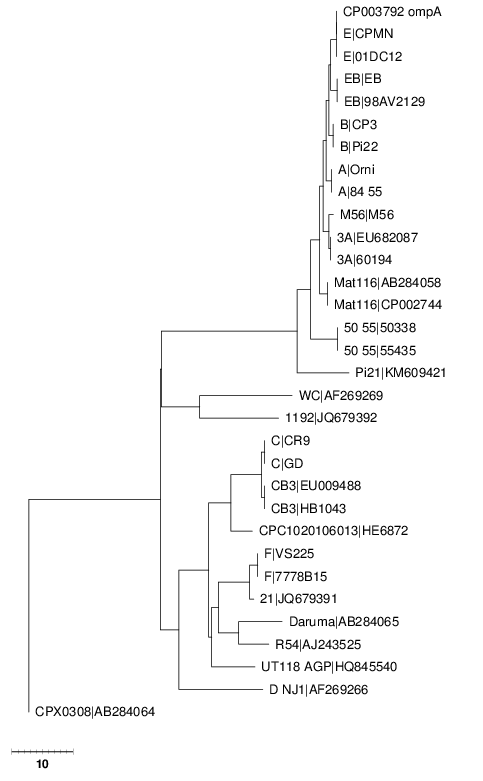 CP003792 ompA
E|CPMN
E|01DC12
EB|EB
EB|98AV2129
B|CP3
B|Pi22
A|Orni
A|84 55
M56|M56
3A|EU682087
3A|60194
Mat116|AB284058
Mat116|CP002744
50 55|50338
50 55|55435
Pi21|KM609421
WC|AF269269
1192|JQ679392
C|CR9
C|GD
CB3|EU009488
CB3|HB1043
CPC1020106013|HE6872
F|VS225
F|7778B15
21|JQ679391
Daruma|AB284065
R54|AJ243525
UT118 AGP|HQ845540
D NJ1|AF269266
CPX0308|AB284064
10